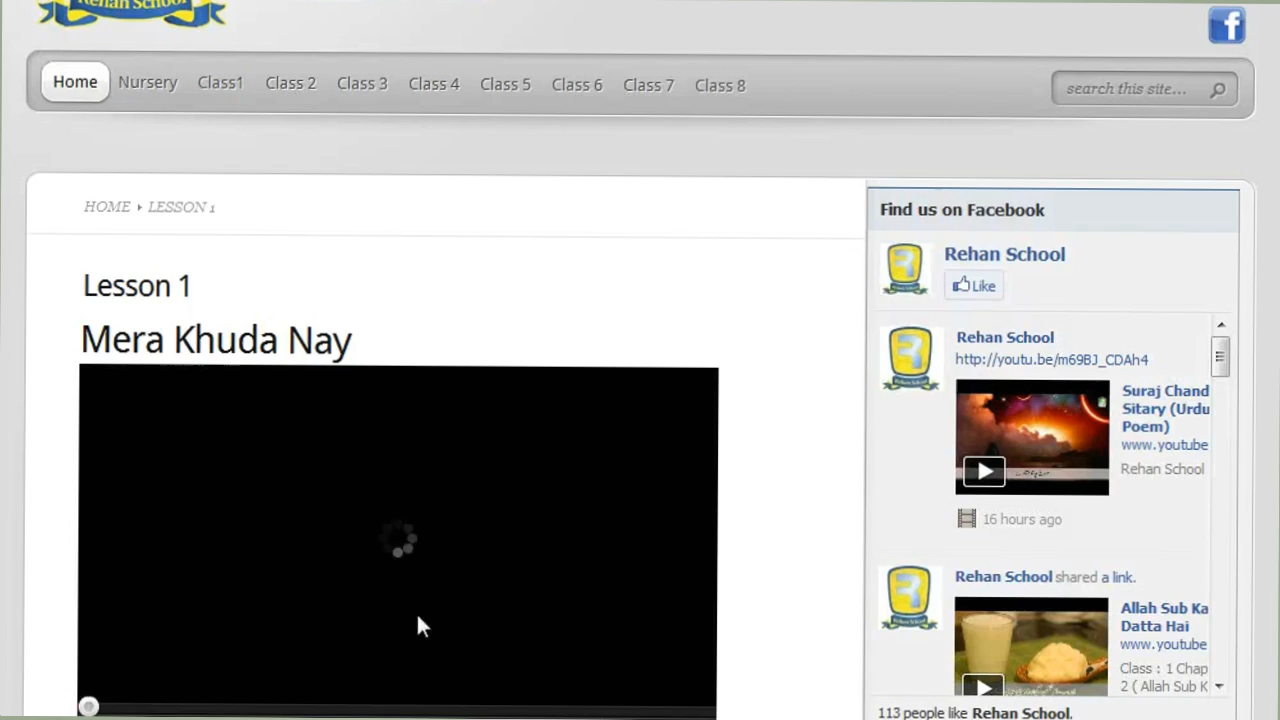 Rehan School
Home Nursery Class1 Class 2 Class 3 Class 4 Class 5 Class 6 Class 7 Class 8
search this site...
HOME LESSON 1
Lesson 1
Mera Khuda Nay
Find us on Facebook
Rehan School
Like
Rehan School
http://youtu.be/m69BJ_CDAh4
Suraj Chand
Sitary (Urdu
Poem)
www.youtube
Rehan School
16 hours ago
Rehan School shared a link.
Allah Sub Ka
Datta Hai
www.youtube
Class : 1 Chap
2 ( Allah Sub K
113 people like Rehan School.